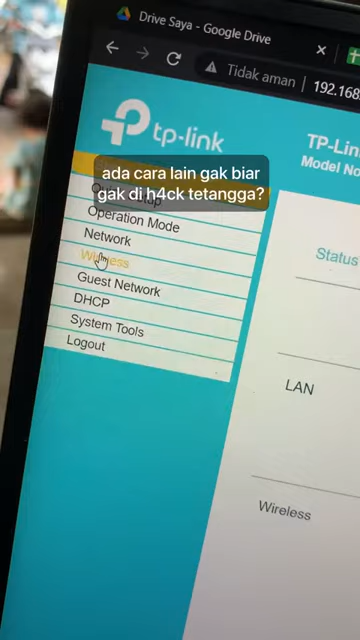 Drive Saya - Google Drive
Tidak aman
192.168
tp-link
TP-Lin
Model No
ada cara lain gak biar
gak di h4ck tetangga?
Operation Mode
Network
Wireless
Guest Network
DHCP
System Tools
Logout
Status
LAN
Wireless